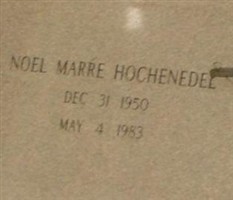 NOEL MARRE HOCHENEDEL
DEC 31 1950
MAY 4 1983